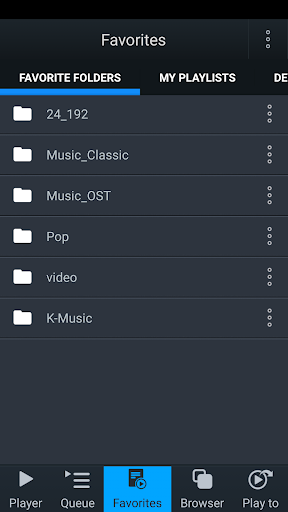 Favorites
FAVORITE FOLDERS MY PLAYLISTS DE
24_192
Music_Classic
Music_OST
Pop
video
K-Music
Player Queue Favorites Browser Play to